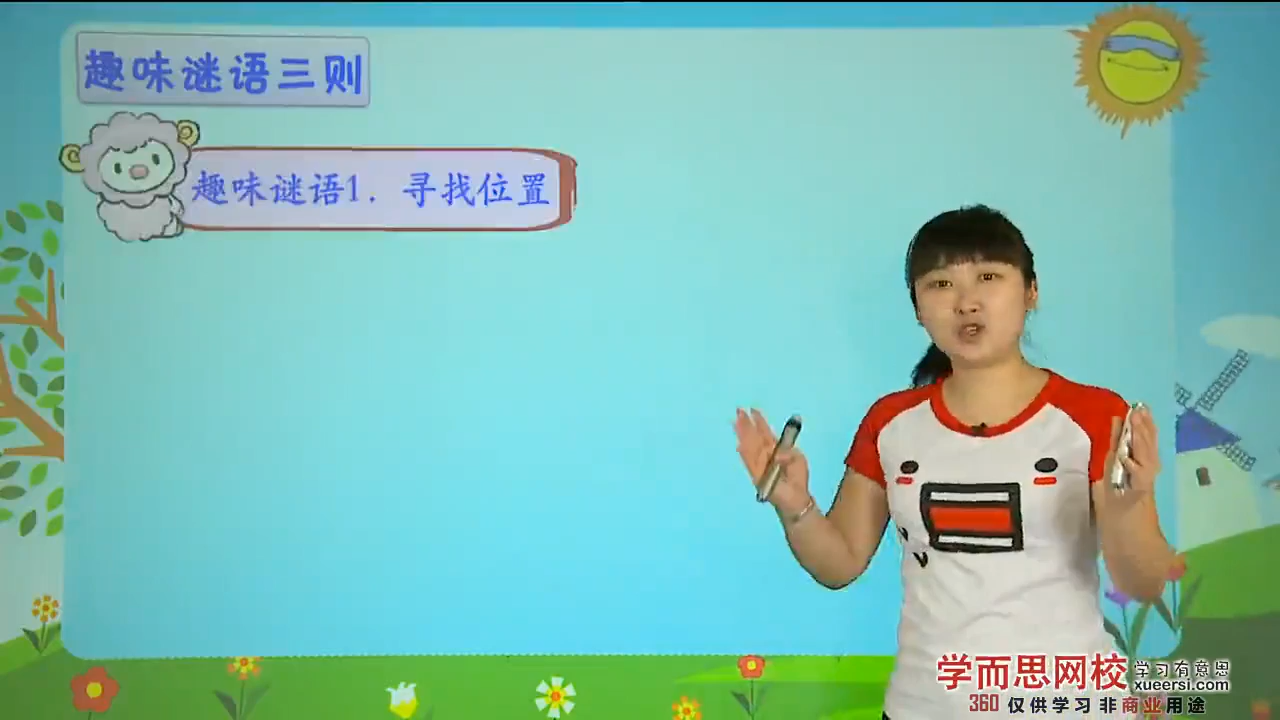 趣味谜语三则
趣味谜语1. 寻找位置
学而思网校 学习有意思
xueersi.com
360 仅供学习 非商业用途